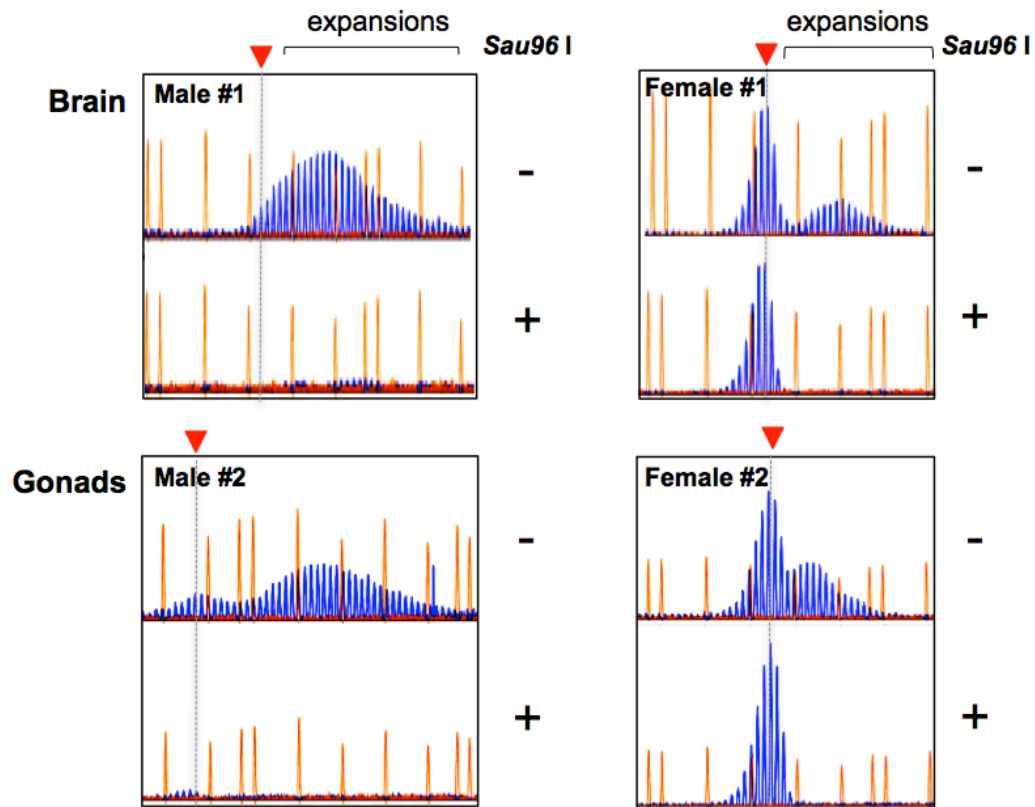 expansions Sau96 I expansions Sau96 I
Brain Male #1 Female #1
- -
+ +
Gonads Male #2 Female #2
- -
+ +